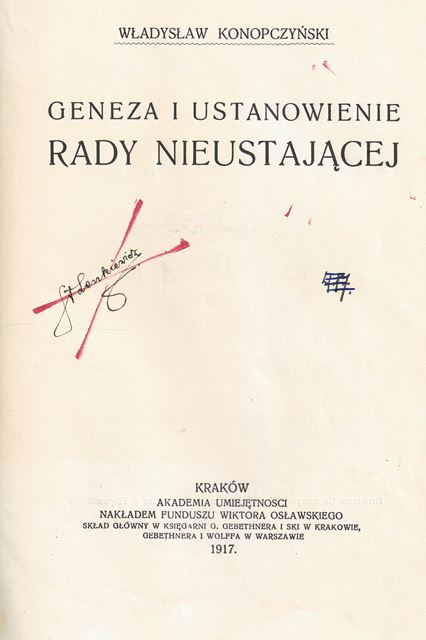 WŁADYSŁAW KONOPCZYŃSKI
GENEZA I USTANOWIENIE
RADY NIEUSTAJĄCEJ
KRAKÓW
AKADEMIA UMIEJĘTNOŚCI
NAKŁADEM FUNDUSZU WIKTORA OSŁAWSKIEGO
SKŁAD GŁÓWNY W KSIĘGARNI G. GEBETHNERA I SKI W KRAKOWIE,
GEBETHNERA I WOLFFA W WARSZAWIE
1917.